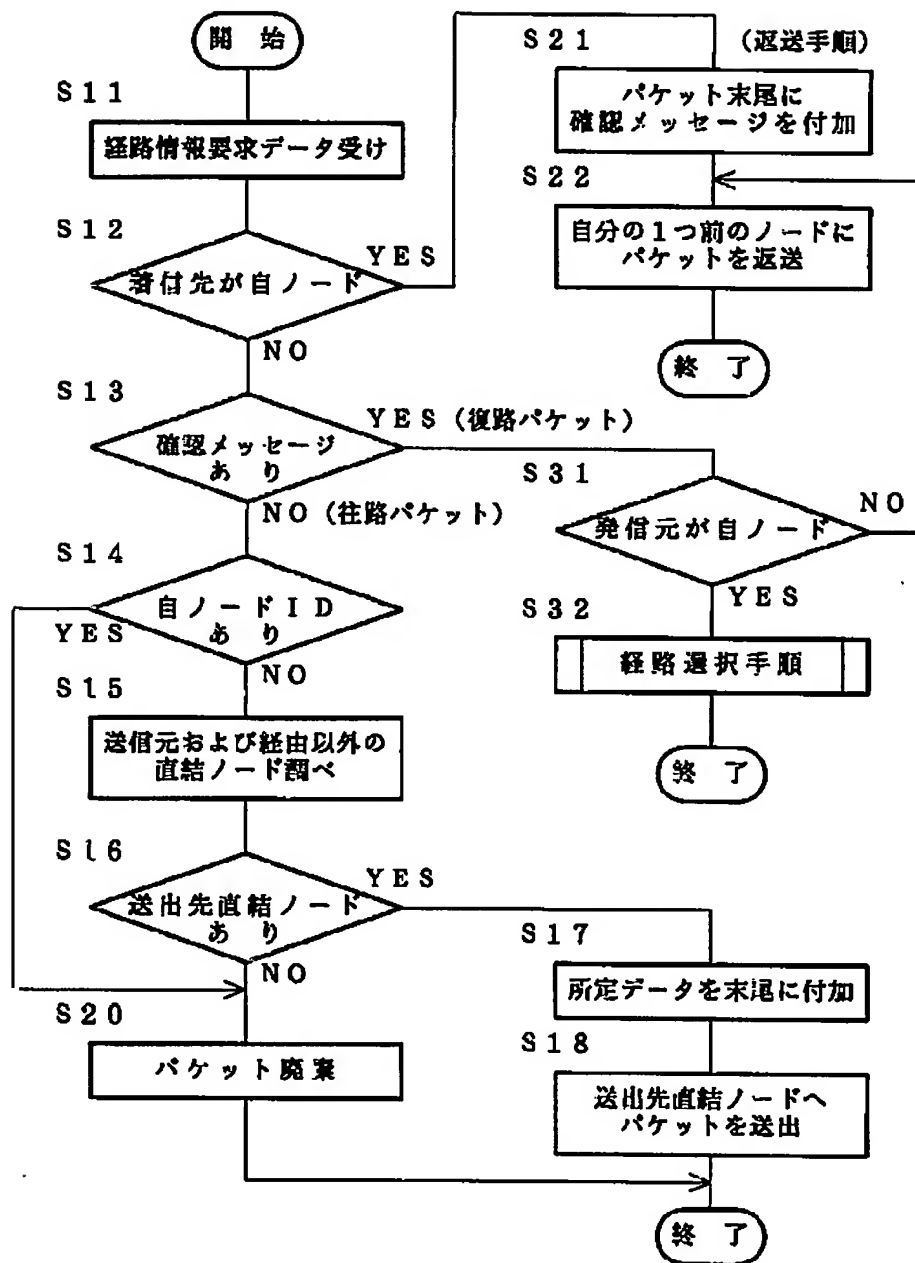 開 始
S11
経路情報要求データ受け
S12
着信先が自ノード
YES
NO
S21
(返送手順)
パケット末尾に
確認メッセージを付加
S22
自分の1つ前のノードに
パケットを返送
終 了
S13
確認メッセージ
あ り
YES(復路パケット)
NO(往路パケット)
S31
発信元が自ノード
NO
YES
S32
経路選択手順
終 了
S14
自ノードID
あ り
YES
NO
S15
送信元および経由以外の
直結ノード調べ
S16
送出先直結ノード
あ り
YES
NO
S17
所定データを末尾に付加
S18
送出先直結ノードへ
パケットを送出
S20
パケット廃棄
終 了